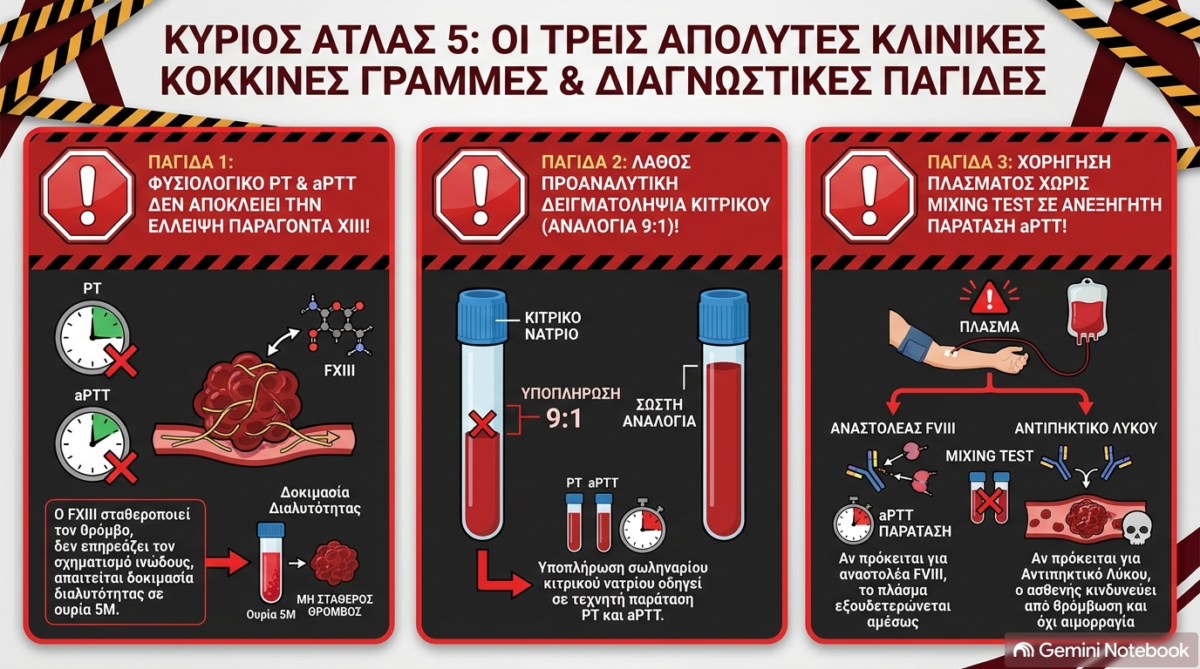 ΚΥΡΙΟΣ ΑΤΛΑΣ 5: ΟΙ ΤΡΕΙΣ ΑΠΟΛΥΤΕΣ ΚΛΙΝΙΚΕΣ
ΚΟΚΚΙΝΕΣ ΓΡΑΜΜΕΣ & ΔΙΑΓΝΩΣΤΙΚΕΣ ΠΑΓΙΔΕΣ
ΠΑΓΙΔΑ 1:
ΦΥΣΙΟΛΟΓΙΚΟ PT & aPTT
ΔΕΝ ΑΠΟΚΛΕΙΕΙ ΤΗΝ
ΕΛΛΕΙΨΗ ΠΑΡΑΓΟΝΤΑ XIII!
PT
aPTT
FXIII
Ο FXIII σταθεροποιεί
τον θρόμβο,
δεν επηρεάζει τον
σχηματισμό ινώδους,
απαιτείται δοκιμασία
διαλυτότητας σε
ουρία 5M.
Δοκιμασία
Διαλυτότητας
Ουρία 5M
ΜΗ ΣΤΑΘΕΡΟΣ
ΘΡΟΜΒΟΣ
ΠΑΓΙΔΑ 2: ΛΑΘΟΣ
ΠΡΟΑΝΑΛΥΤΙΚΗ
ΔΕΙΓΜΑΤΟΛΗΨΙΑ ΚΙΤΡΙΚΟΥ
(ΑΝΑΛΟΓΙΑ 9:1)!
ΚΙΤΡΙΚΟ
ΝΑΤΡΙΟ
ΥΠΟΠΛΗΡΩΣΗ
9:1
ΣΩΣΤΗ
ΑΝΑΛΟΓΙΑ
PT aPTT
Υποπλήρωση σωληναρίου
κιτρικού νατρίου οδηγεί
σε τεχνητή παράταση
PT και aPTT.
ΠΑΓΙΔΑ 3: ΧΟΡΗΓΗΣΗ
ΠΛΑΣΜΑΤΟΣ ΧΩΡΙΣ
MIXING TEST ΣΕ ΑΝΕΞΗΓΗΤΗ
ΠΑΡΑΤΑΣΗ aPTT!
ΠΛΑΣΜΑ
ΑΝΑΣΤΟΛΕΑΣ FVIII
ΑΝΤΙΠΗΚΤΙΚΟ ΛΥΚΟΥ
MIXING TEST
aPTT
ΠΑΡΑΤΑΣΗ
Αν πρόκειται για
αναστολέα FVIII,
το πλάσμα
εξουδετερώνεται
αμέσως
Αν πρόκειται για
Αντιπηκτικό Λύκου,
ο ασθενής κινδυνεύει
από θρόμβωση και
όχι αιμορραγία
Gemini Notebook